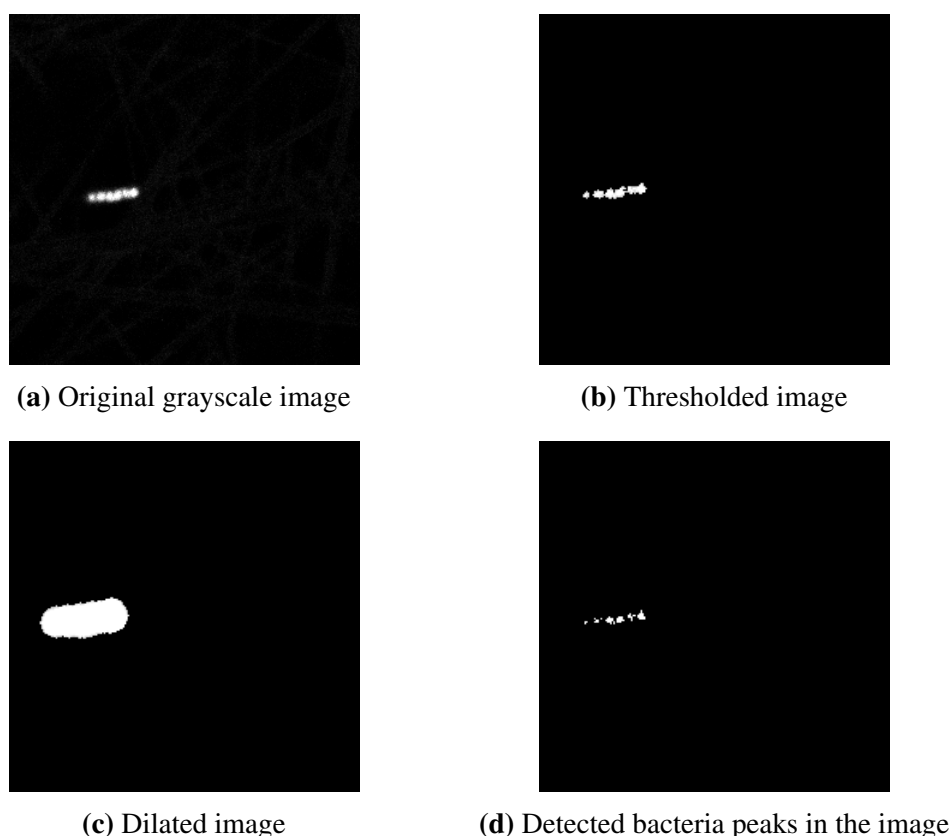 (a) Original grayscale image
(b) Thresholded image
(c) Dilated image
(d) Detected bacteria peaks in the image